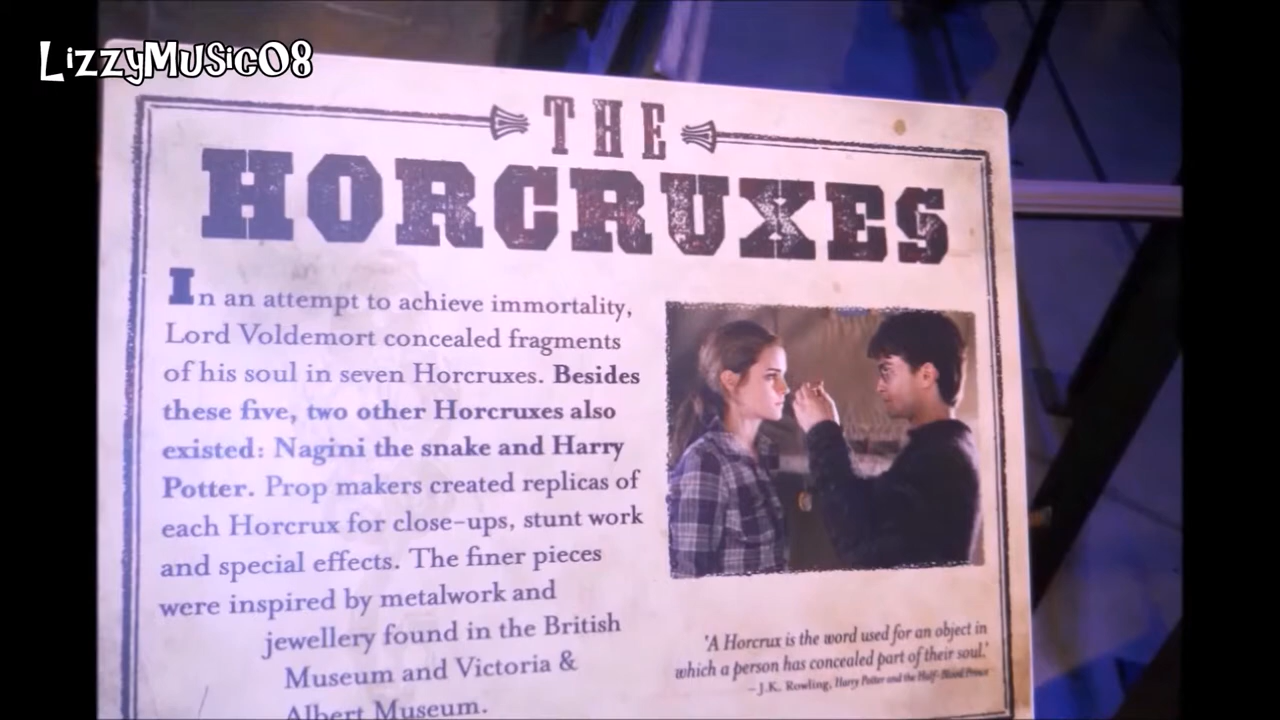 LizzyMusic08
THE
HORCRUXES
In an attempt to achieve immortality,
Lord Voldemort concealed fragments
of his soul in seven Horcruxes. Besides
these five, two other Horcruxes also
existed: Nagini the snake and Harry
Potter. Prop makers created replicas of
each Horcrux for close-ups, stunt work
and special effects. The finer pieces
were inspired by metalwork and
jewellery found in the British
Museum and Victoria &
Albert Museum.
'A Horcrux is the word used for an object in
which a person has concealed part of their soul.'
– J.K. Rowling, Harry Potter and the Half-Blood Prince